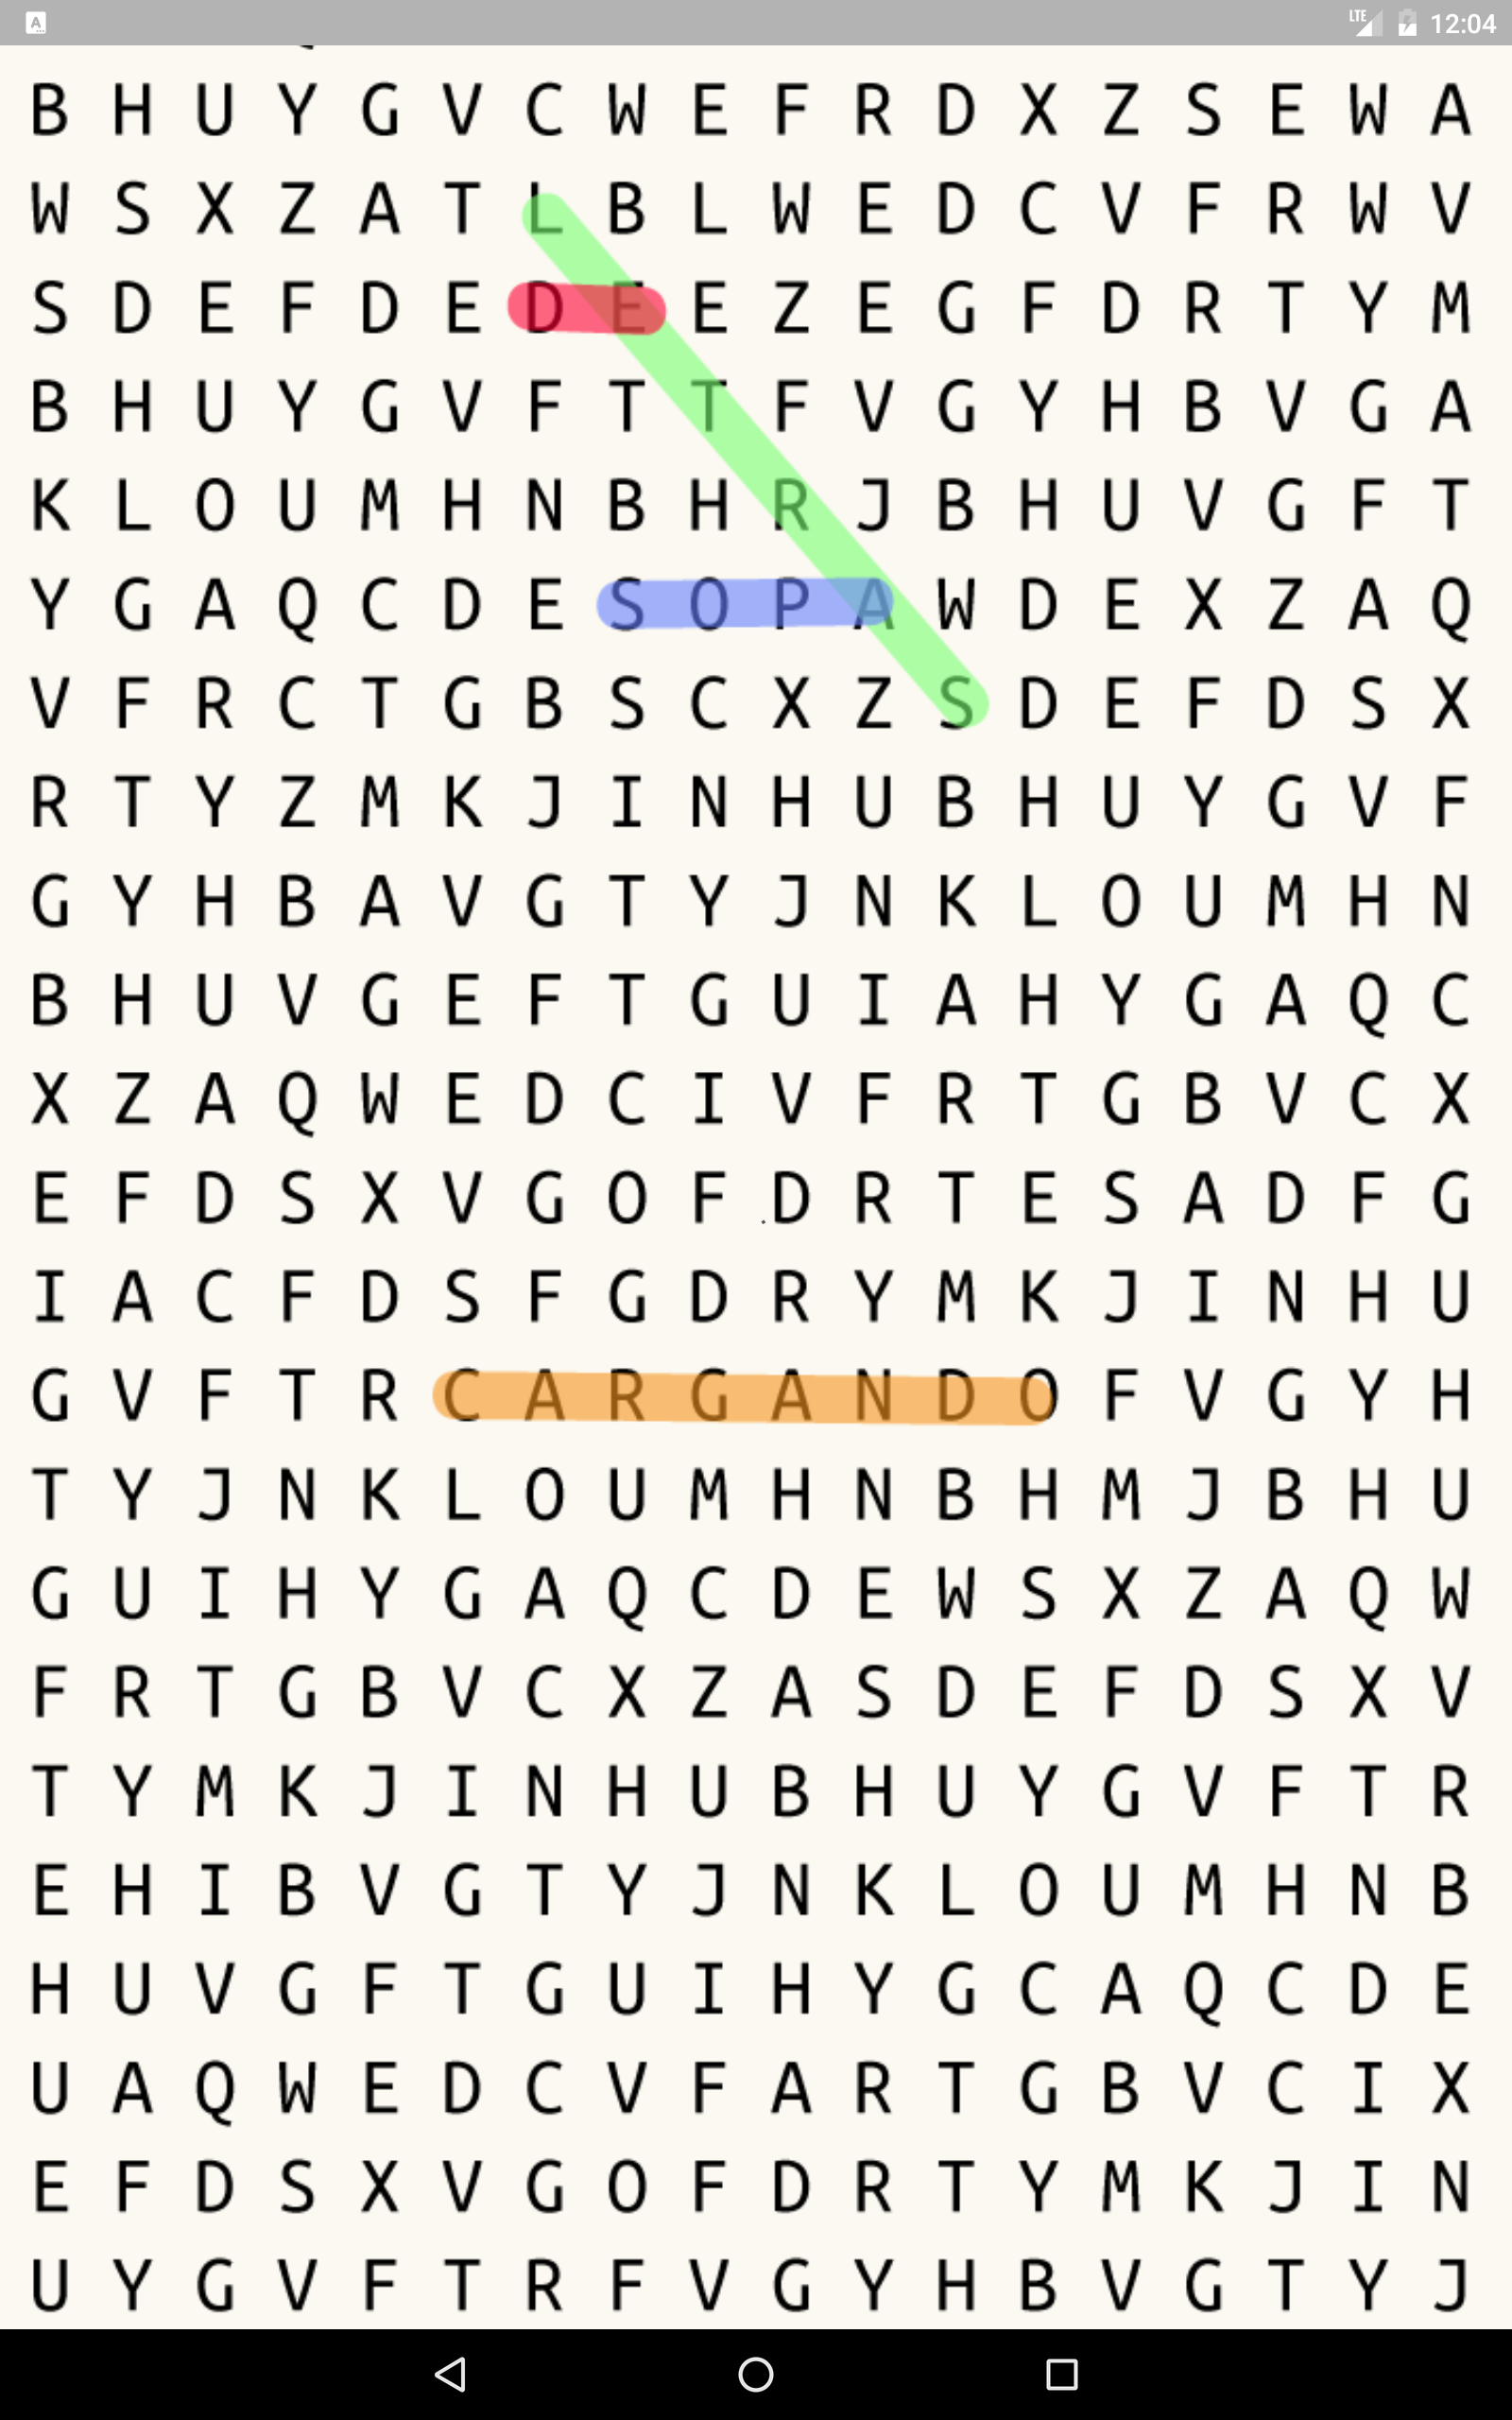 LTE 12:04
B H U Y G V C W E F R D X Z S E W A
W S X Z A T L B L W E D C V F R W V
S D E F D E D E E Z E G F D R T Y M
B H U Y G V F T T F V G Y H B V G A
K L O U M H N B H R J B H U V G F T
Y G A Q C D E S O P A W D E X Z A Q
V F R C T G B S C X Z S D E F D S X
R T Y Z M K J I N H U B H U Y G V F
G Y H B A V G T Y J N K L O U M H N
B H U V G E F T G U I A H Y G A Q C
X Z A Q W E D C I V F R T G B V C X
E F D S X V G O F D R T E S A D F G
I A C F D S F G D R Y M K J I N H U
G V F T R C A R G A N D O F V G Y H
T Y J N K L O U M H N B H M J B H U
G U I H Y G A Q C D E W S X Z A Q W
F R T G B V C X Z A S D E F D S X V
T Y M K J I N H U B H U Y G V F T R
E H I B V G T Y J N K L O U M H N B
H U V G F T G U I H Y G C A Q C D E
U A Q W E D C V F A R T G B V C I X
E F D S X V G O F D R T Y M K J I N
U Y G V F T R F V G Y H B V G T Y J